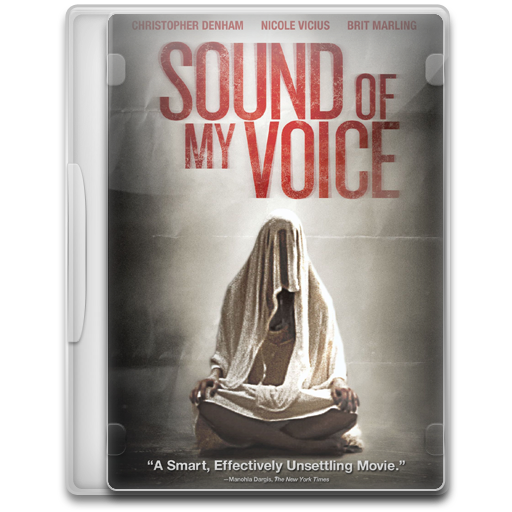 CHRISTOPHER DENHAM NICOLE VICIUS BRIT MARLING
SOUND OF
MY VOICE
“A Smart, Effectively Unsettling Movie.”
—Manohla Dargis, The New York Times